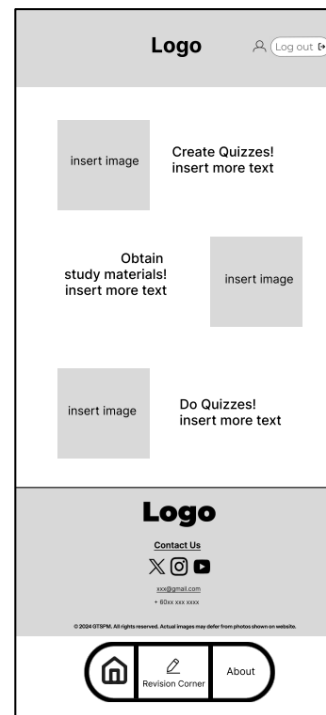 Logo
Log out
insert image
Create Quizzes!
insert more text
Obtain
study materials!
insert more text
insert image
insert image
Do Quizzes!
insert more text
Logo
Contact Us
xxx@gmail.com
+ 60xx xxx xxxx
© 2024 GTSPM. All rights reserved. Actual images may defer from photos shown on website.
Revision Corner
About